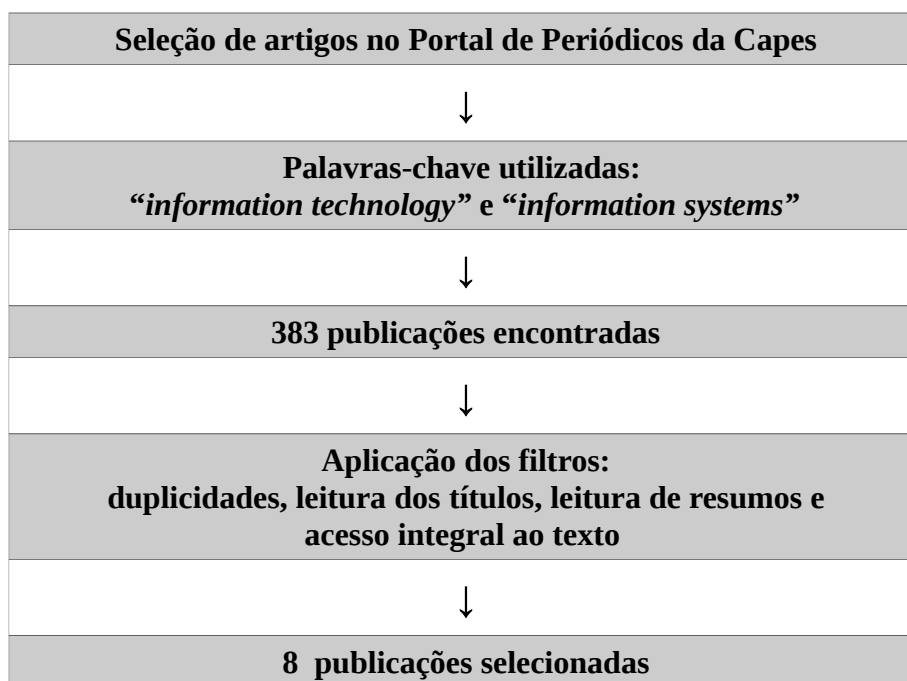 Seleção de artigos no Portal de Periódicos da Capes
↓
Palavras-chave utilizadas:
“information technology” e “information systems”
↓
383 publicações encontradas
↓
Aplicação dos filtros:
duplicidades, leitura dos títulos, leitura de resumos e
acesso integral ao texto
↓
8 publicações selecionadas